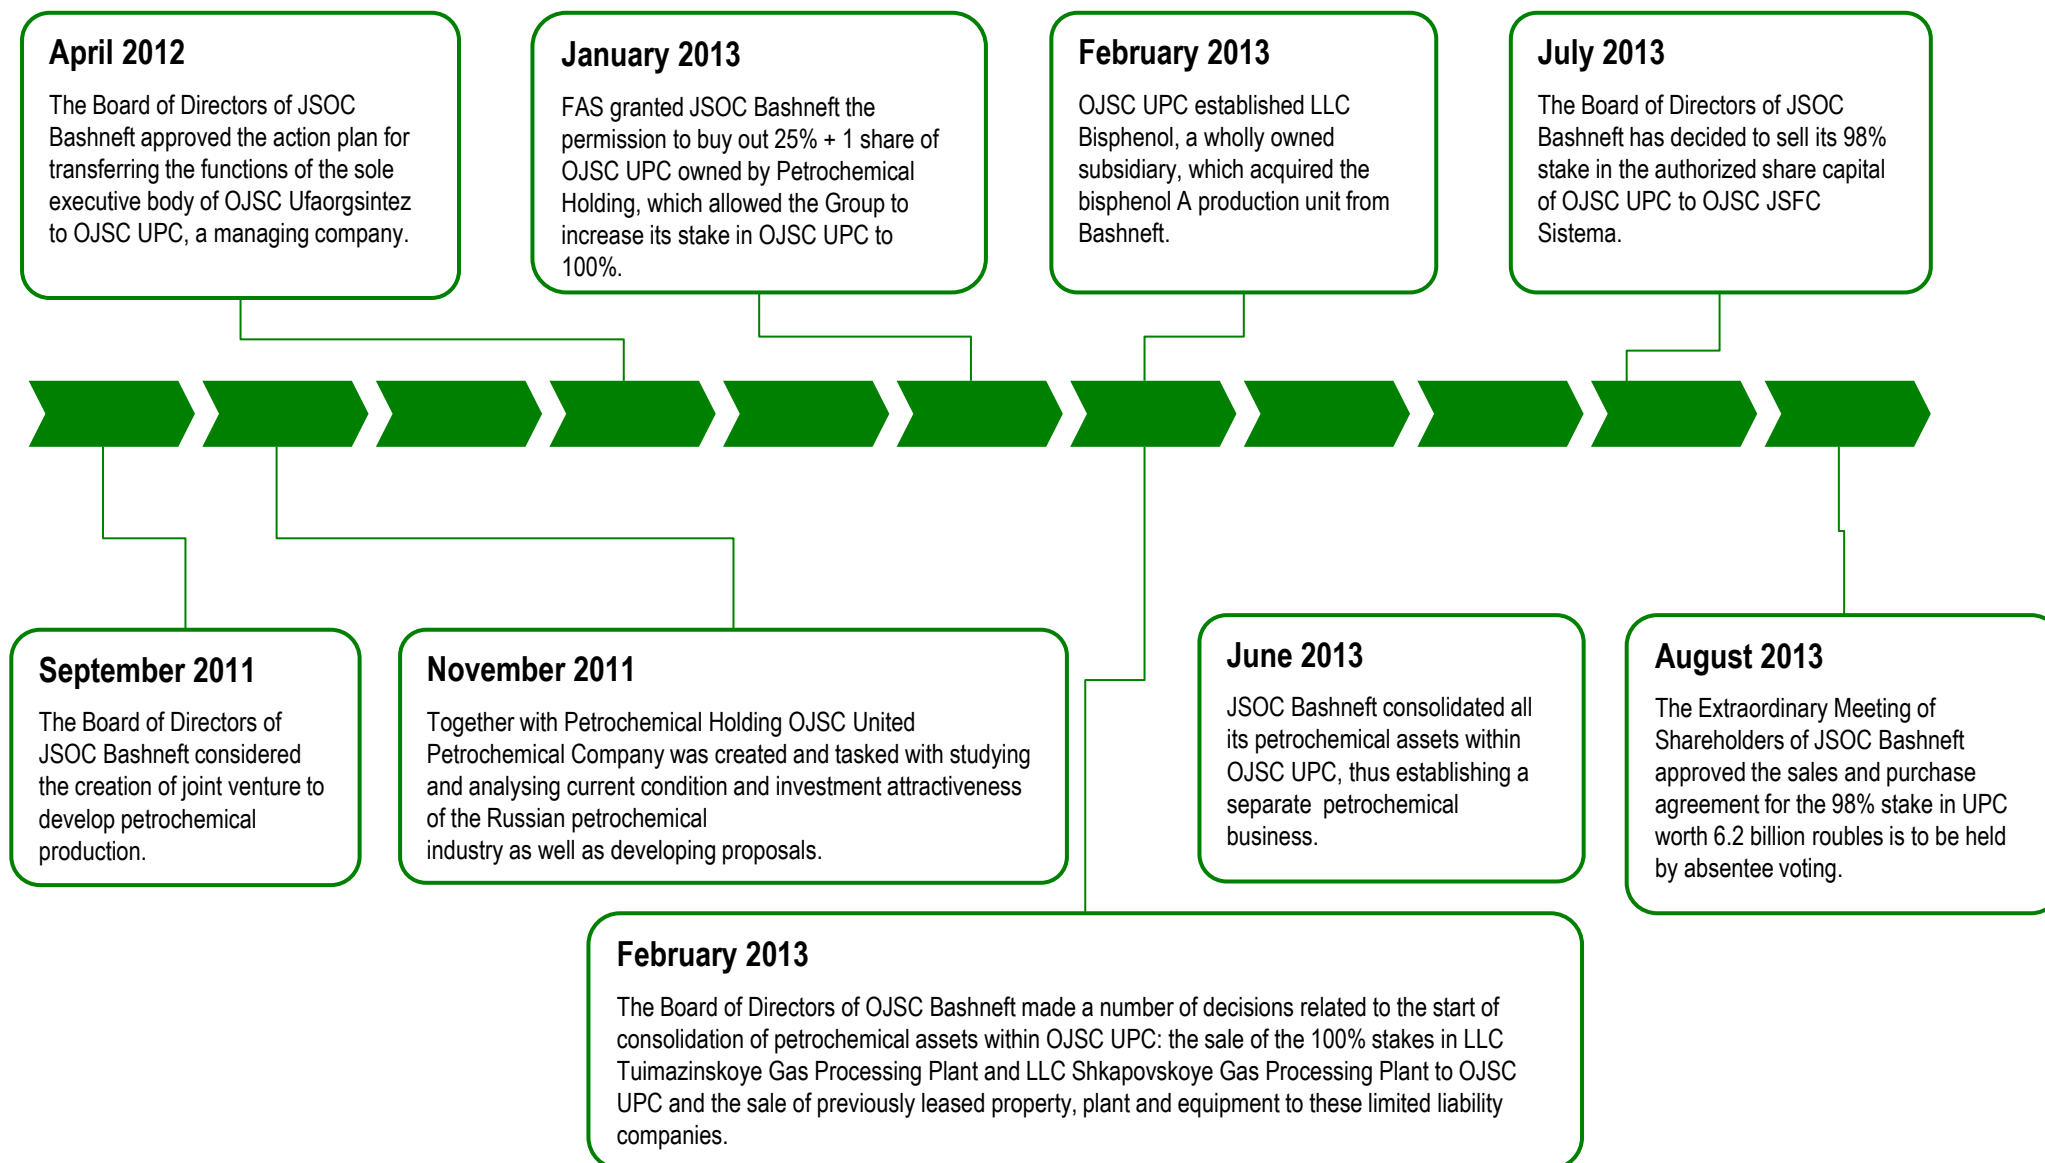 April 2012
The Board of Directors of JSOC
Bashneft approved the action plan for
transferring the functions of the sole
executive body of OJSC Ufaorgsintez
to OJSC UPC, a managing company.
January 2013
FAS granted JSOC Bashneft the
permission to buy out 25% + 1 share of
OJSC UPC owned by Petrochemical
Holding, which allowed the Group to
increase its stake in OJSC UPC to
100%.
February 2013
OJSC UPC established LLC
Bisphenol, a wholly owned
subsidiary, which acquired the
bisphenol A production unit from
Bashneft.
July 2013
The Board of Directors of JSOC
Bashneft has decided to sell its 98%
stake in the authorized share capital
of OJSC UPC to OJSC JSFC
Sistema.
September 2011
The Board of Directors of
JSOC Bashneft considered
the creation of joint venture to
develop petrochemical
production.
November 2011
Together with Petrochemical Holding OJSC United
Petrochemical Company was created and tasked with studying
and analysing current condition and investment attractiveness
of the Russian petrochemical
industry as well as developing proposals.
June 2013
JSOC Bashneft consolidated all
its petrochemical assets within
OJSC UPC, thus establishing a
separate  petrochemical
business.
August 2013
The Extraordinary Meeting of
Shareholders of JSOC Bashneft
approved the sales and purchase
agreement for the 98% stake in UPC
worth 6.2 billion roubles is to be held
by absentee voting.
February 2013
The Board of Directors of OJSC Bashneft made a number of decisions related to the start of
consolidation of petrochemical assets within OJSC UPC: the sale of the 100% stakes in LLC
Tuimazinskoye Gas Processing Plant and LLC Shkapovskoye Gas Processing Plant to OJSC
UPC and the sale of previously leased property, plant and equipment to these limited liability
companies.